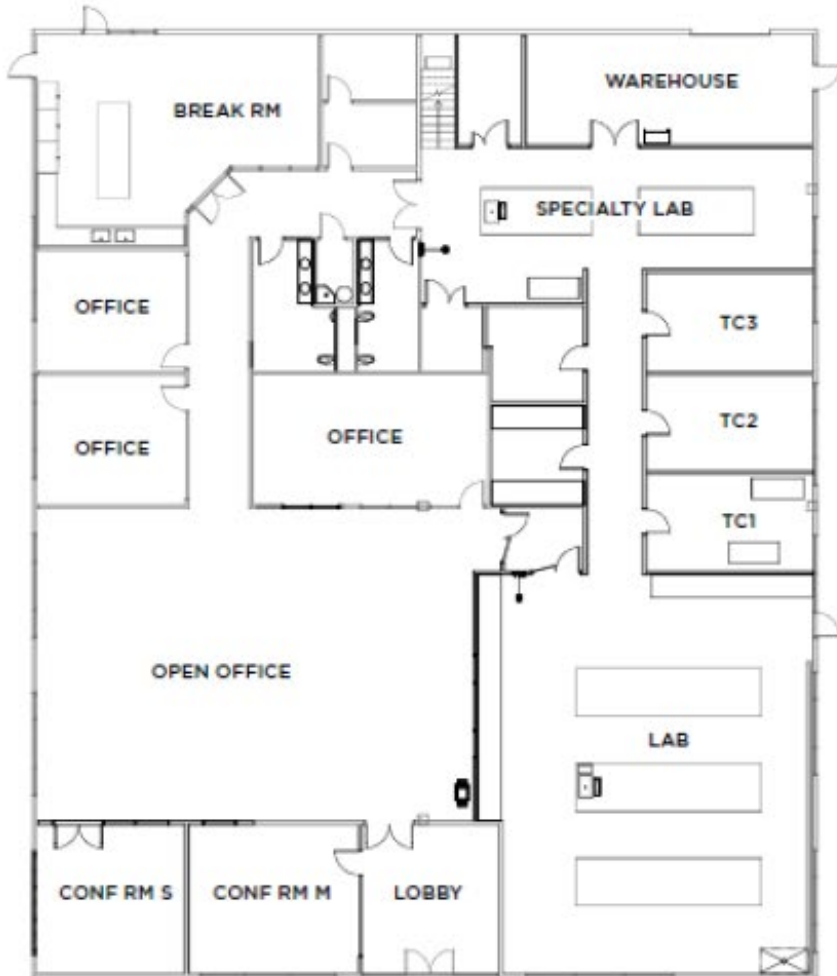 WAREHOUSE
BREAK RM
SPECIALTY LAB
OFFICE
TC3
OFFICE
OFFICE
TC2
TC1
OPEN OFFICE
LAB
CONF RM S
CONF RM M
LOBBY